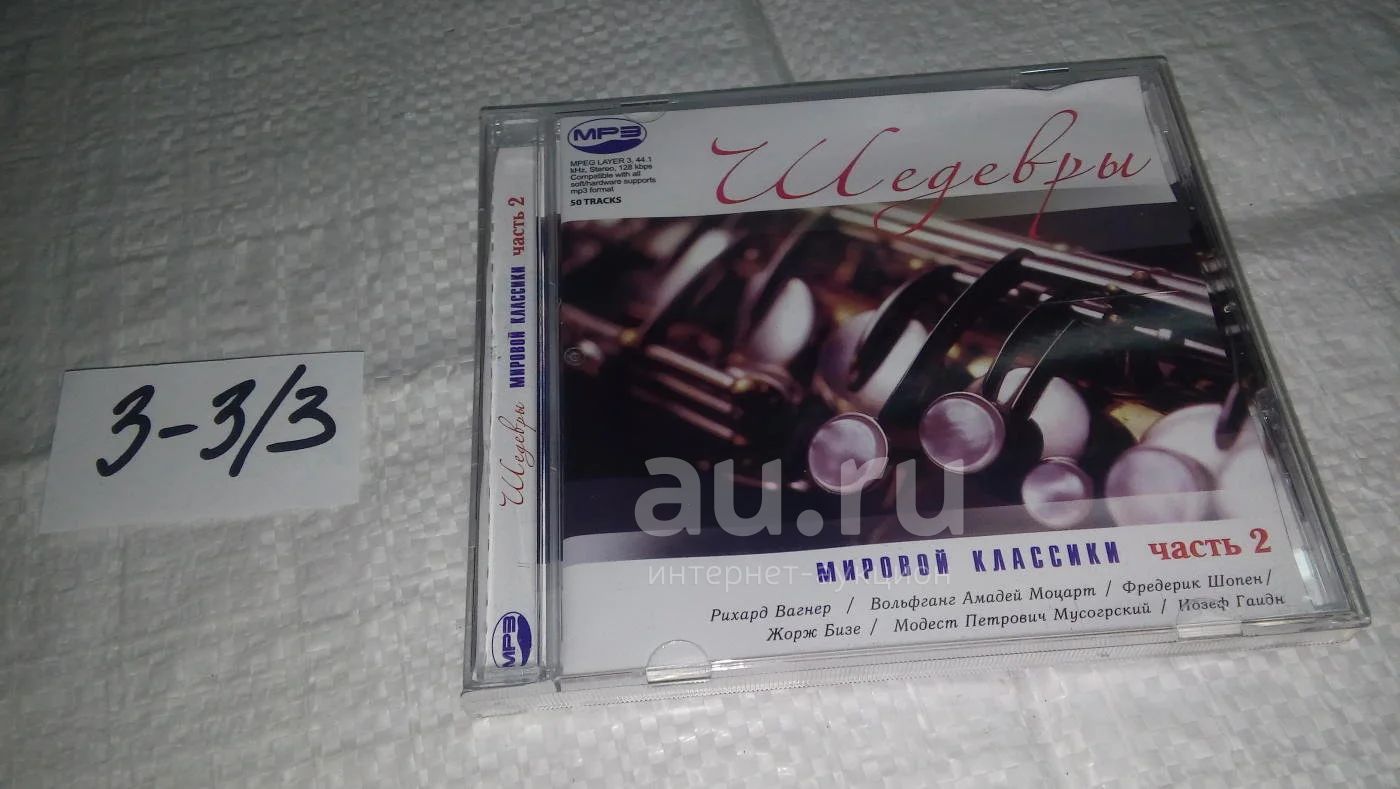 MP3
MPEG LAYER 3, 44.1
kHz, Stereo, 128 kbps
Compatible with all
soft/hardware supports
mp3 format
50 TRACKS
Шедевры
МИРОВОЙ КЛАССИКИ часть 2
Рихард Вагнер / Вольфганг Амадей Моцарт / Фредерик Шопен /
Жорж Бизе / Модест Петрович Мусогрский / Иозеф Гаидн
Шедевры МИРОВОЙ КЛАССИКИ часть 2
MP3
3-3/3
au.ru
интернет-аукцион